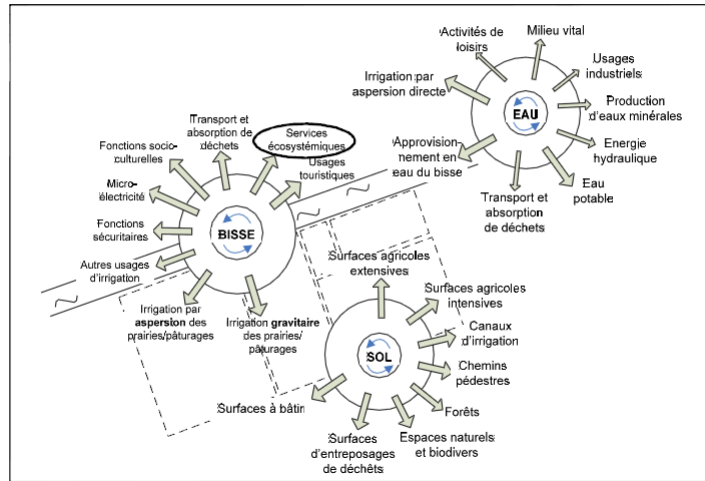 Activités de
loisirs
Milieu vital
Usages
industriels
Irrigation par
aspersion directe
Production
d'eaux minérales
EAU
Energie
hydraulique
Approvision-
nement en
eau du bisse
Eau
potable
Transport et
absorption de
déchets
Transport et
absorption de
déchets
Services
écosystémiques
Fonctions socio-
culturelles
Usages
touristiques
Micro-
électricité
Fonctions
sécuritaires
BISSE
Autres usages
d'irrigation
Irrigation par
aspersion des
prairies/pâturages
Irrigation gravitaire
des prairies/
pâturages
Surfaces agricoles
extensives
Surfaces agricoles
intensives
Canaux
d'irrigation
SOL
Chemins
pédestres
Surfaces à bâtir
Forêts
Surfaces
d'entreposages
de déchêts
Espaces naturels
et biodivers